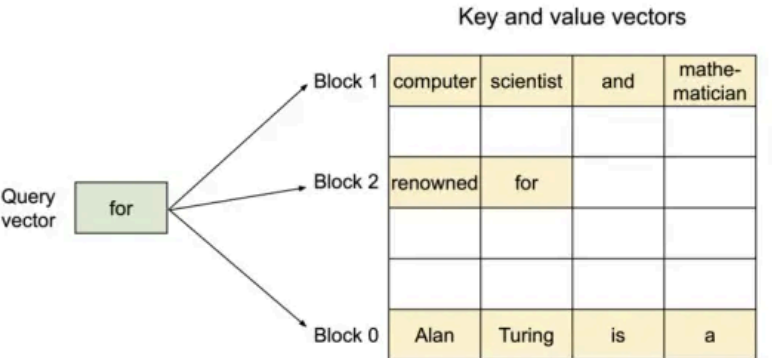 Key and value vectors
Block 1 computer scientist and mathe-
matician
Block 2 renowned for
Query
vector
for
Block 0 Alan Turing is a